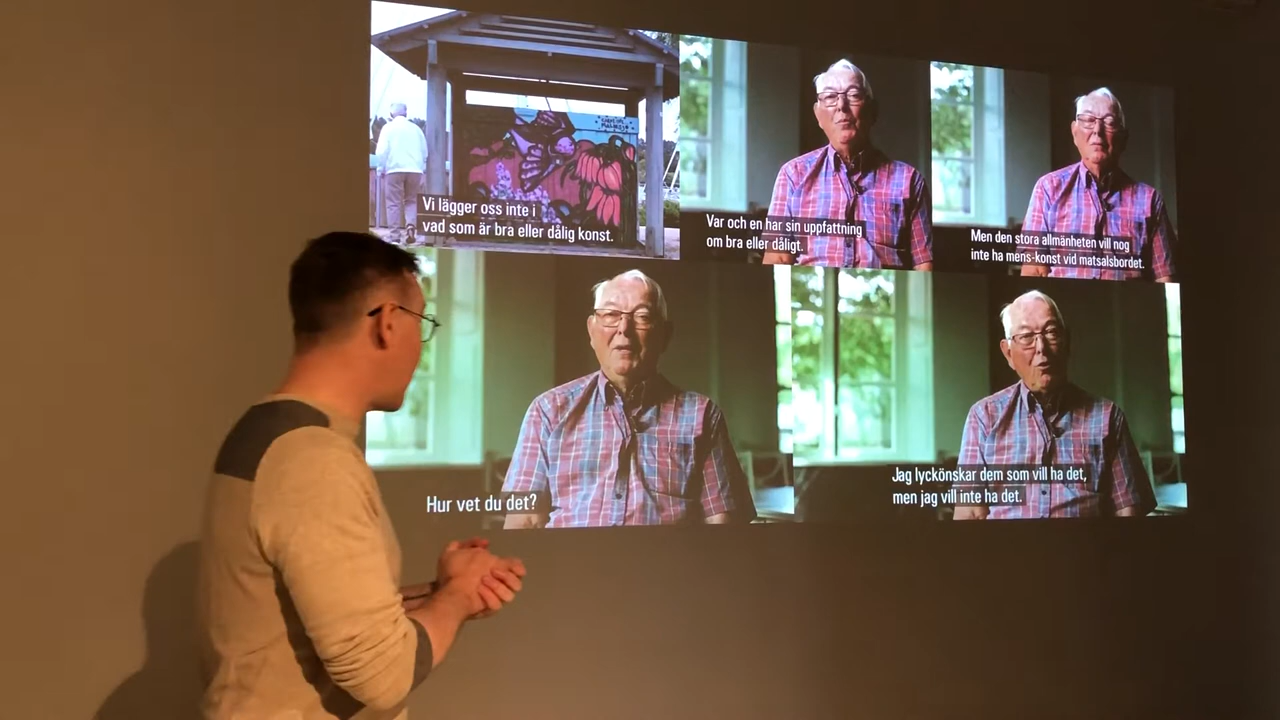 Vi lägger oss inte i
vad som är bra eller dålig konst.
Var och en har sin uppfattning
om bra eller dåligt.
Men den stora allmänheten vill nog
inte ha mens-konst vid matsalsbordet.
Hur vet du det?
Jag lyckönskar dem som vill ha det,
men jag vill inte ha det.